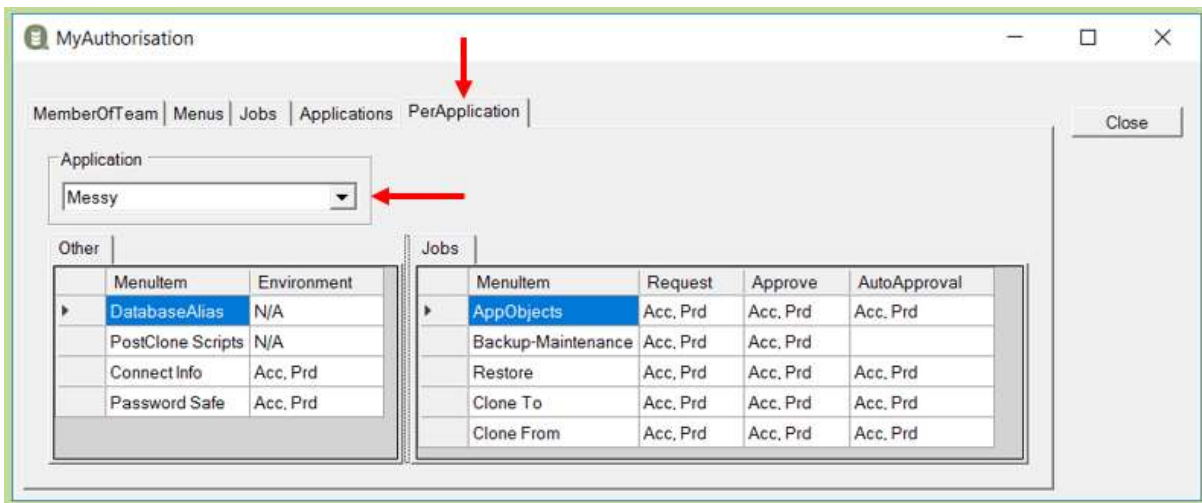 MyAuthorisation
MemberOfTeam Menus Jobs Applications PerApplication
Close
Application
Messy
Other
MenuItem Environment
DatabaseAlias N/A
PostClone Scripts N/A
Connect Info Acc, Prd
Password Safe Acc, Prd
Jobs
MenuItem Request Approve AutoApproval
AppObjects Acc, Prd Acc, Prd Acc, Prd
Backup-Maintenance Acc, Prd Acc, Prd
Restore Acc, Prd Acc, Prd Acc, Prd
Clone To Acc, Prd Acc, Prd Acc, Prd
Clone From Acc, Prd Acc, Prd Acc, Prd